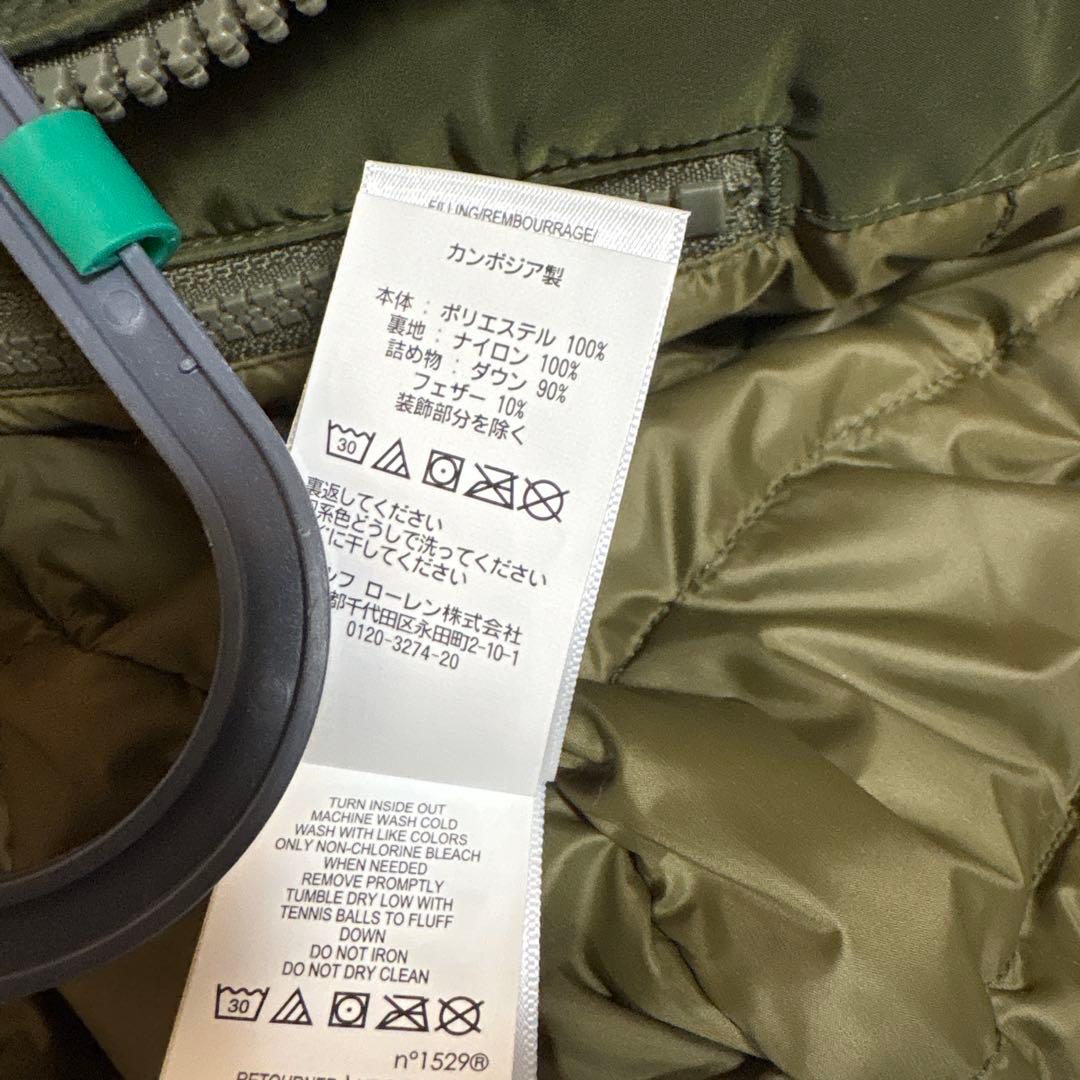 FILLING/REMBOURRAGE/
カンボジア製
本体 : ポリエステル 100%
裏地 : ナイロン 100%
詰め物 : ダウン 90%
フェザー 10%
装飾部分を除く
30
裏返してください
系色どうしで洗ってください
に干してください
フ ローレン株式会社
都千代田区永田町2-10-1
0120-3274-20
TURN INSIDE OUT
MACHINE WASH COLD
WASH WITH LIKE COLORS
ONLY NON-CHLORINE BLEACH
WHEN NEEDED
REMOVE PROMPTLY
TUMBLE DRY LOW WITH
TENNIS BALLS TO FLUFF
DOWN
DO NOT IRON
DO NOT DRY CLEAN
30
nº1529®